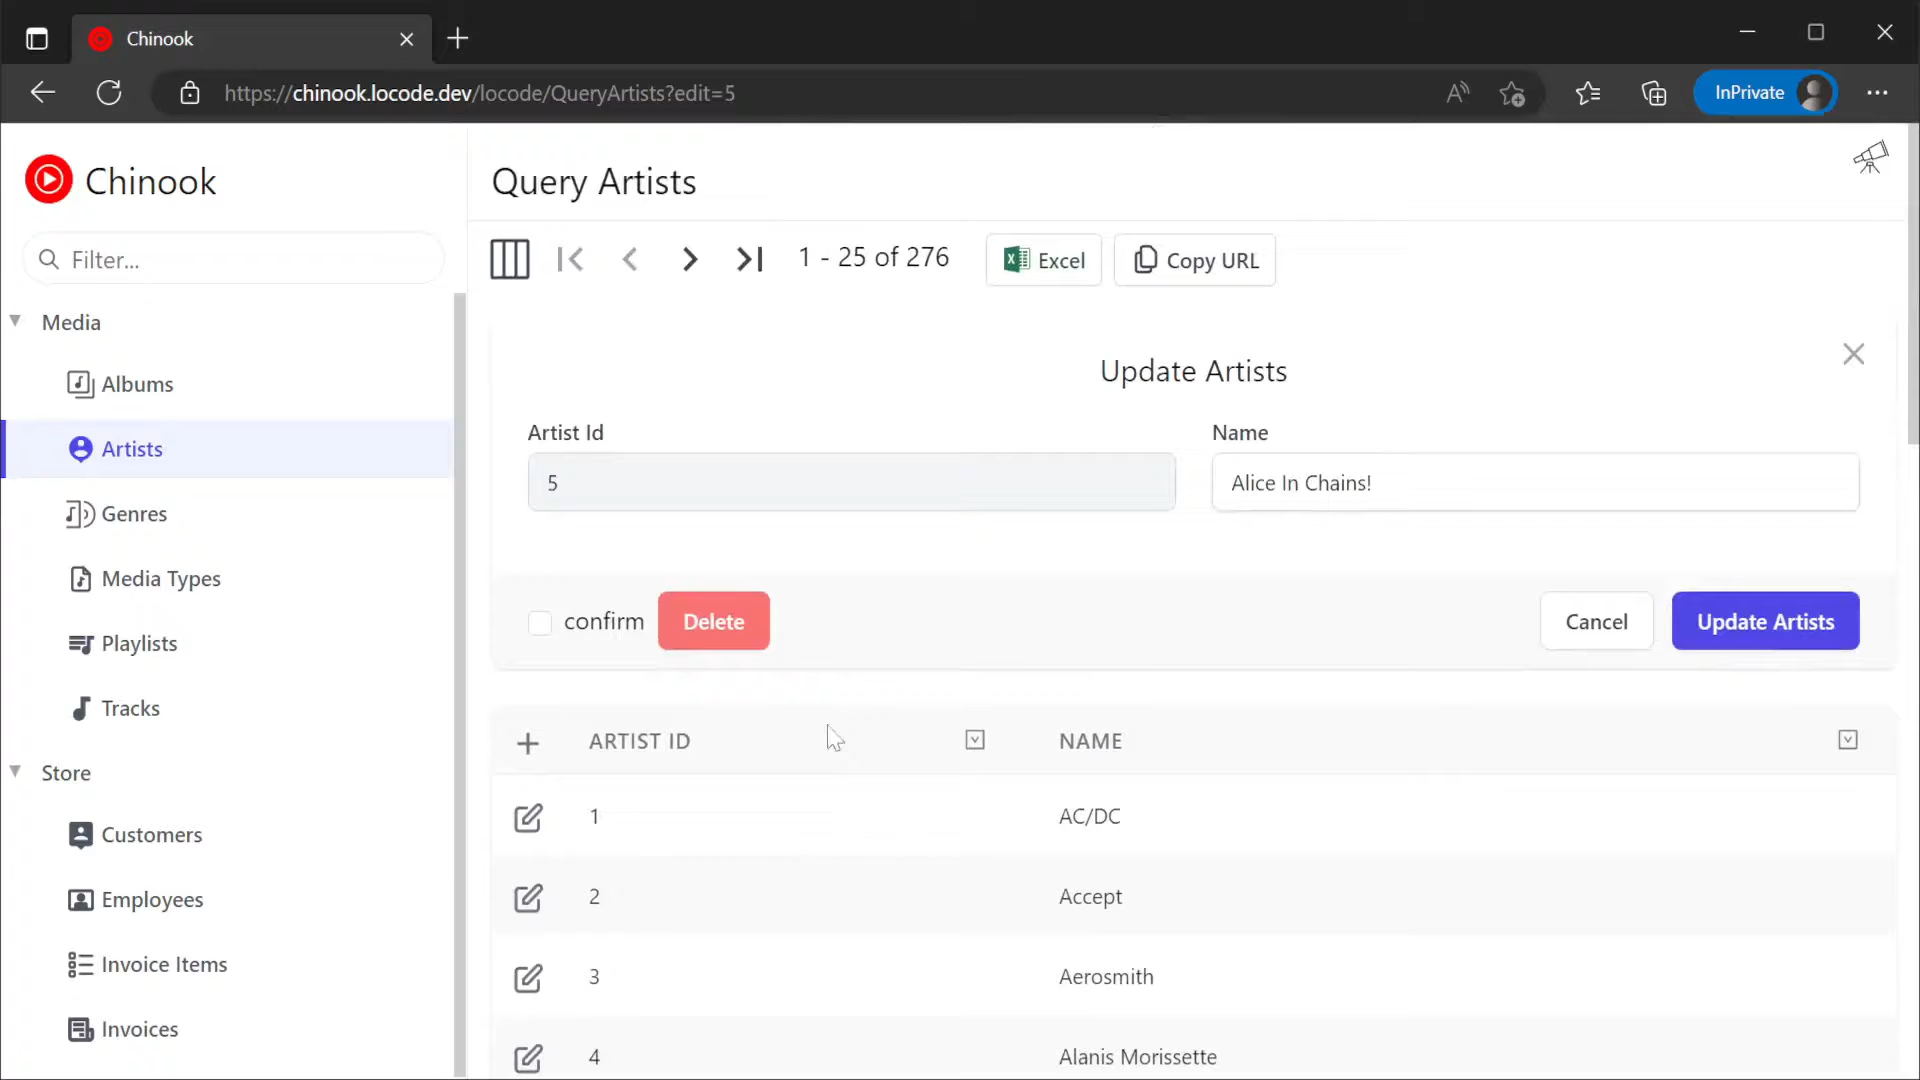 Chinook
https://chinook.locode.dev/locode/QueryArtists?edit=5
InPrivate
Chinook
Filter...
Media
Albums
Artists
Genres
Media Types
Playlists
Tracks
Store
Customers
Employees
Invoice Items
Invoices
Query Artists
1 - 25 of 276
Excel
Copy URL
Update Artists
Artist Id
Name
5
Alice In Chains!
confirm
Delete
Cancel
Update Artists
ARTIST ID
NAME
1
AC/DC
2
Accept
3
Aerosmith
4
Alanis Morissette